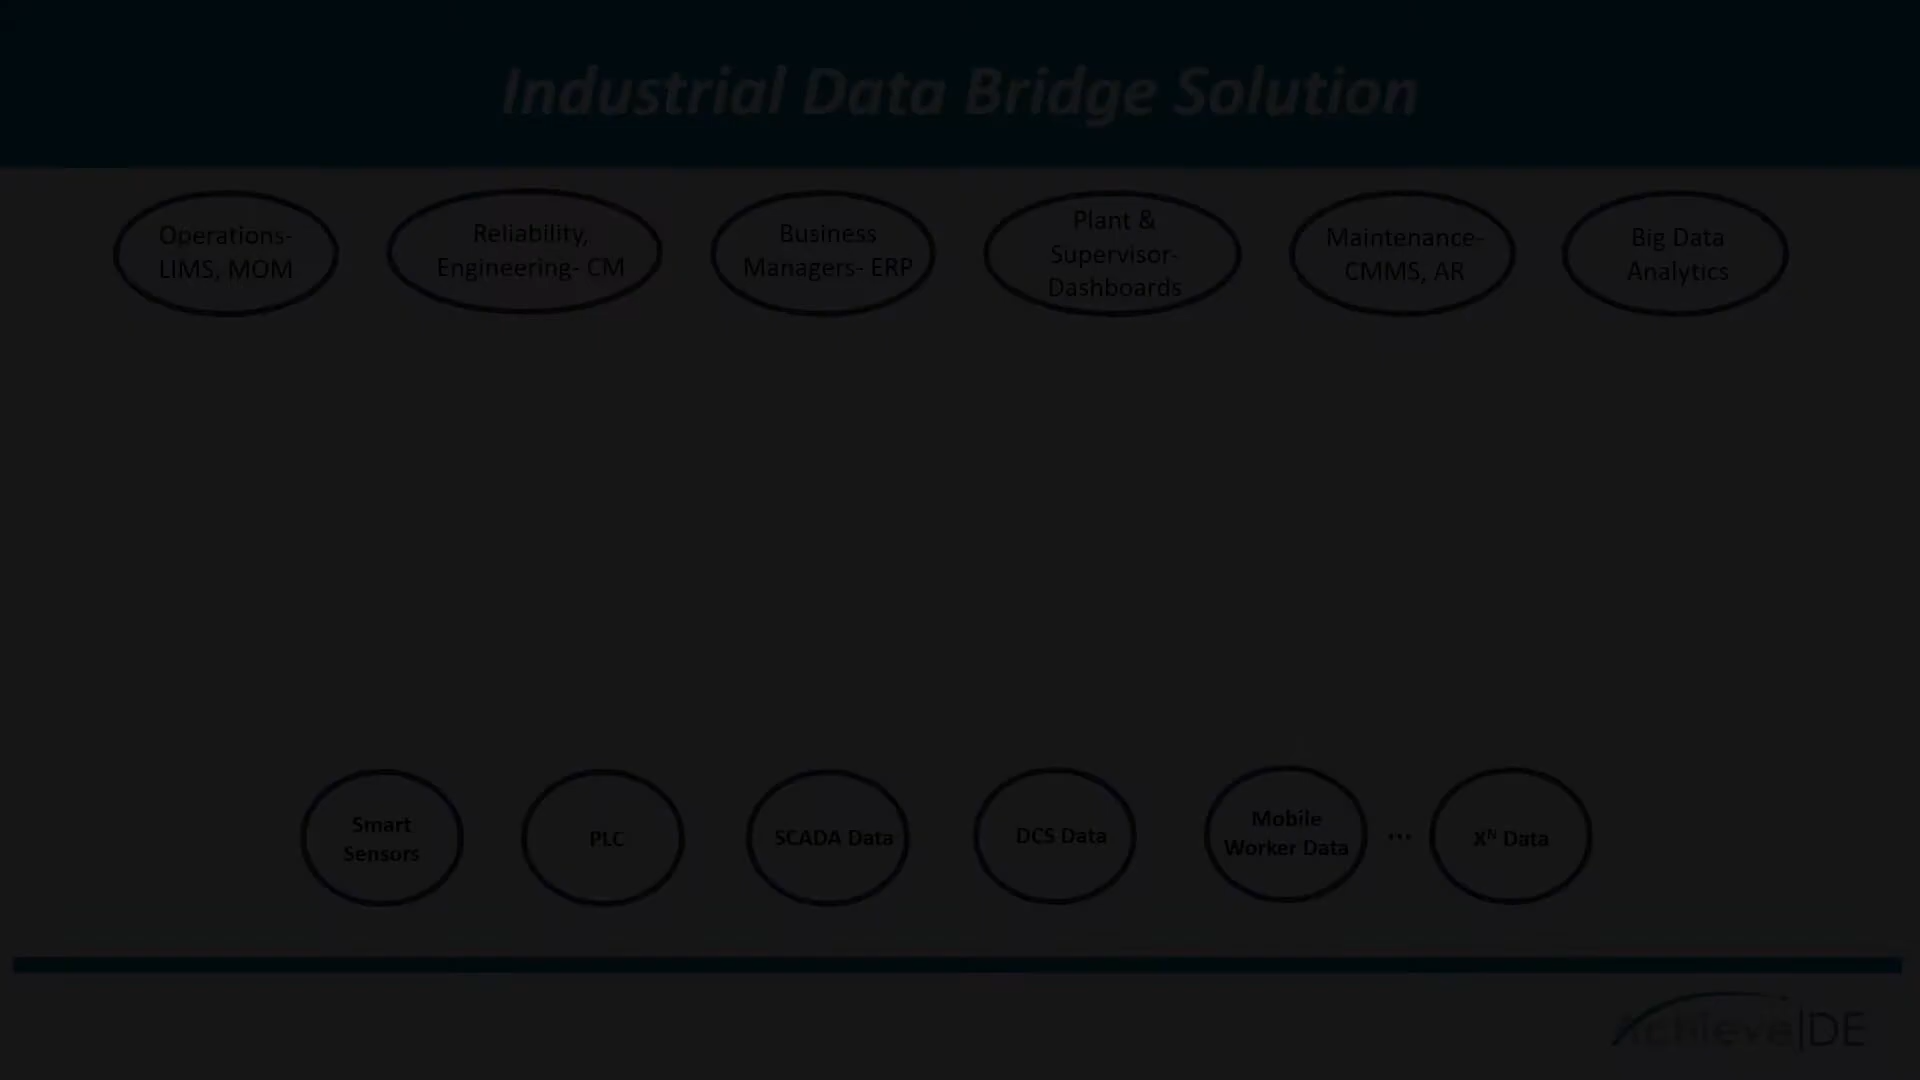 Industrial Data Bridge Solution
Operations-
LIMS, MOM
Reliability,
Engineering- CM
Business
Managers- ERP
Plant &
Supervisor-
Dashboards
Maintenance-
CMMS, AR
Big Data
Analytics
Smart
Sensors
PLC
SCADA Data
DCS Data
Mobile
Worker Data
...
Xᴺ Data
Achieve|DE